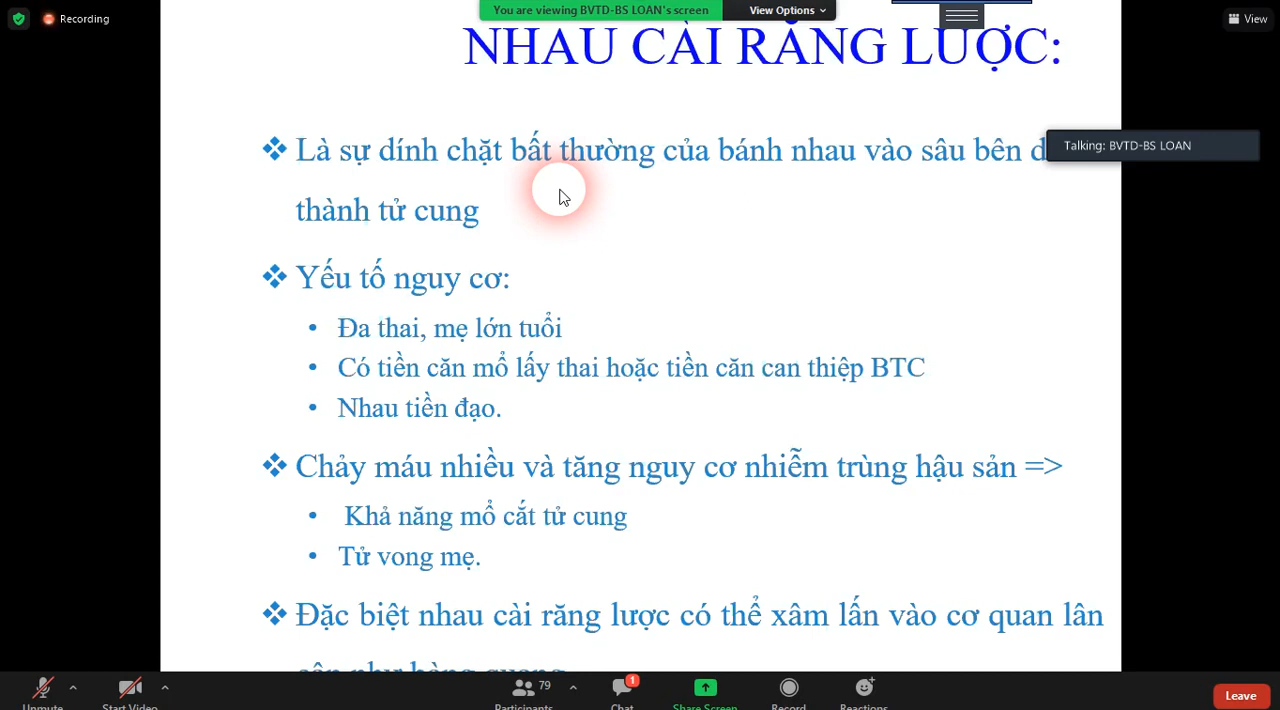 Recording
You are viewing BVTD-BS LOAN's screen
View Options
View
NHAU CÀI RĂNG LƯỢC:
Là sự dính chặt bất thường của bánh nhau vào sâu bên
Talking: BVTD-BS LOAN
thành tử cung
Yếu tố nguy cơ:
• Đa thai, mẹ lớn tuổi
• Có tiền căn mổ lấy thai hoặc tiền căn can thiệp BTC
• Nhau tiền đạo.
Chảy máu nhiều và tăng nguy cơ nhiễm trùng hậu sản =>
• Khả năng mổ cắt tử cung
• Tử vong mẹ.
Đặc biệt nhau cài răng lược có thể xâm lấn vào cơ quan lân
79
1
Unmute
Start Video
Participants
Chat
Share Screen
Record
Reactions
Leave